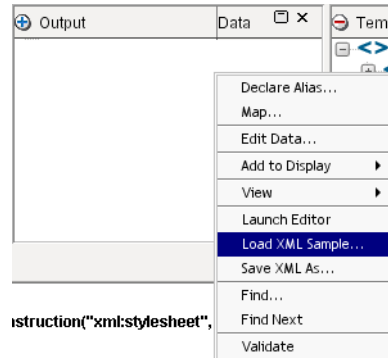 Output Data Tem
<>
Declare Alias...
Map...
Edit Data...
Add to Display
View
Launch Editor
Load XML Sample...
Save XML As...
Find...
nstruction("xml:stylesheet",
Find Next
Validate